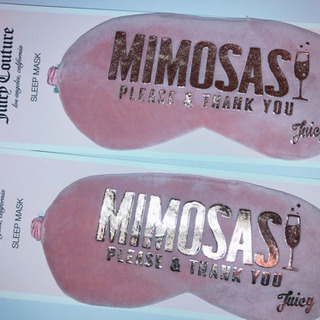 Juicy Couture
los angeles, california
SLEEP MASK
MIMOSAS
PLEASE & THANK YOU
Juicy
california
SLEEP MASK
MIMOSAS
PLEASE & THANK YOU
Juicy